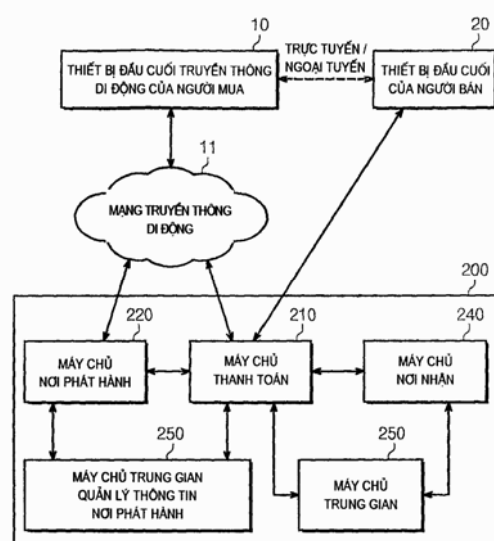 10
20
TRỰC TUYẾN /
NGOẠI TUYẾN
THIẾT BỊ ĐẦU CUỐI TRUYỀN THÔNG
DI ĐỘNG CỦA NGƯỜI MUA
THIẾT BỊ ĐẦU CUỐI
CỦA NGƯỜI BÁN
11
MẠNG TRUYỀN THÔNG
DI ĐỘNG
200
220
210
240
MÁY CHỦ
NƠI PHÁT HÀNH
MÁY CHỦ
THANH TOÁN
MÁY CHỦ
NƠI NHẬN
250
250
MÁY CHỦ TRUNG GIAN
QUẢN LÝ THÔNG TIN
NƠI PHÁT HÀNH
MÁY CHỦ
TRUNG GIAN